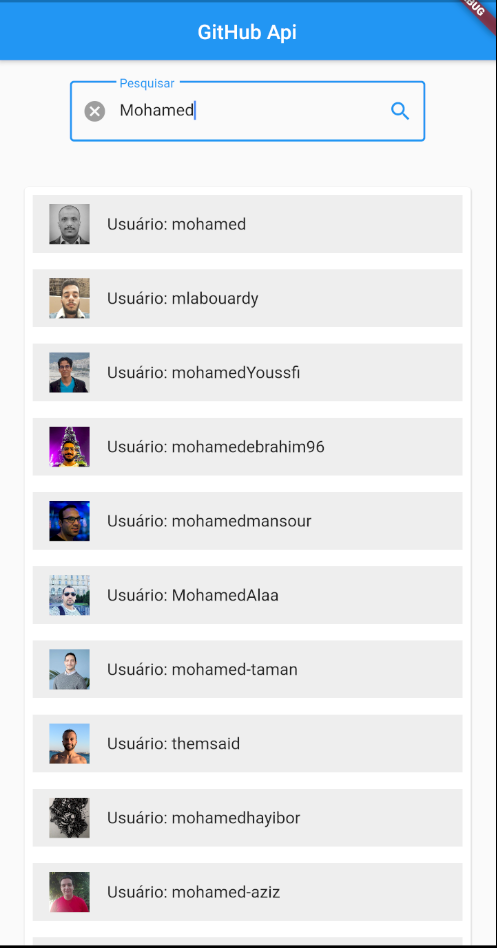 GitHub Api
Pesquisar
Mohamed
Usuário: mohamed
Usuário: mlabouardy
Usuário: mohamedYoussfi
Usuário: mohamedebrahim96
Usuário: mohamedmansour
Usuário: MohamedAlaa
Usuário: mohamed-taman
Usuário: themsaid
Usuário: mohamedhayibor
Usuário: mohamed-aziz